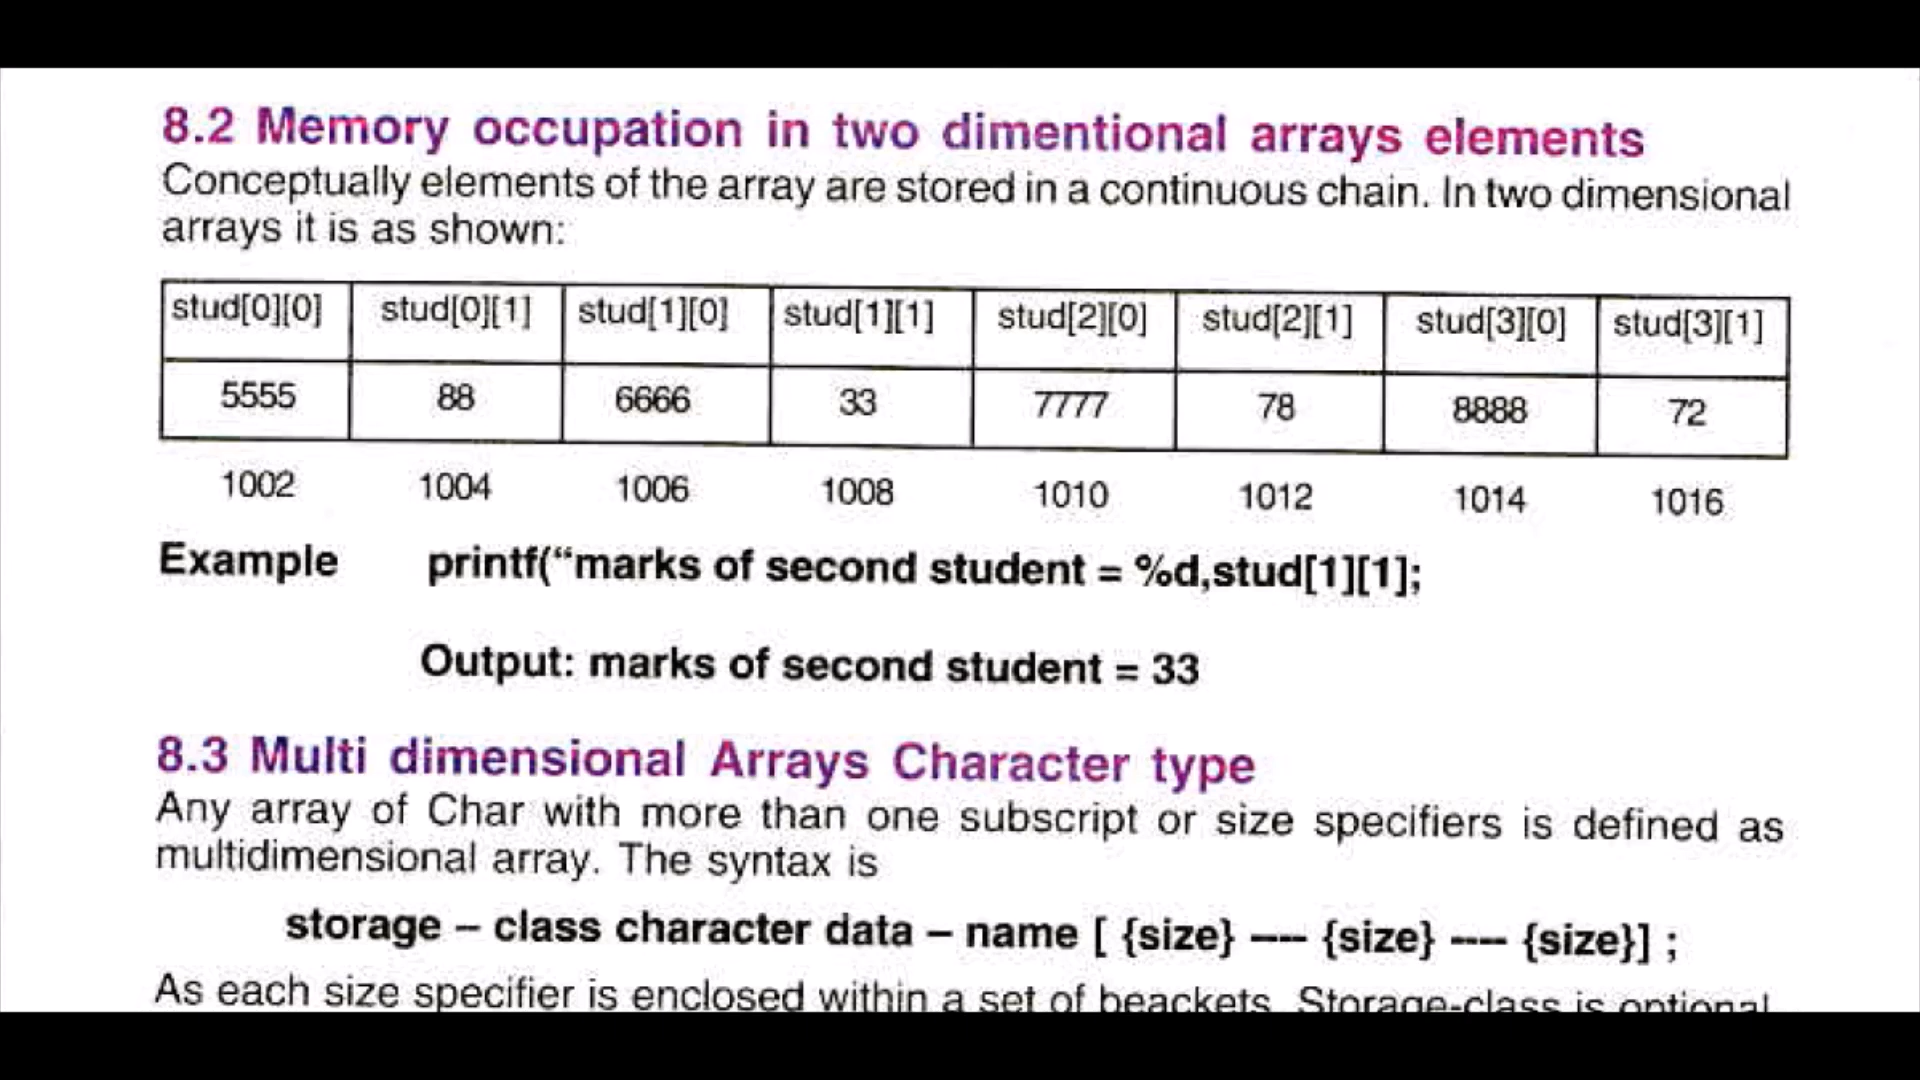 8.2 Memory occupation in two dimentional arrays elements
Conceptually elements of the array are stored in a continuous chain. In two dimensional
arrays it is as shown:
stud[0][0] stud[0][1] stud[1][0] stud[1][1] stud[2][0] stud[2][1] stud[3][0] stud[3][1]
5555 88 6666 33 7777 78 8888 72
1002 1004 1006 1008 1010 1012 1014 1016
Example printf(“marks of second student = %d,stud[1][1];
Output: marks of second student = 33
8.3 Multi dimensional Arrays Character type
Any array of Char with more than one subscript or size specifiers is defined as
multidimensional array. The syntax is
storage – class character data – name [ {size} ---- {size} ---- {size}] ;
As each size specifier is enclosed within a set of beackets. Storage-class is optional